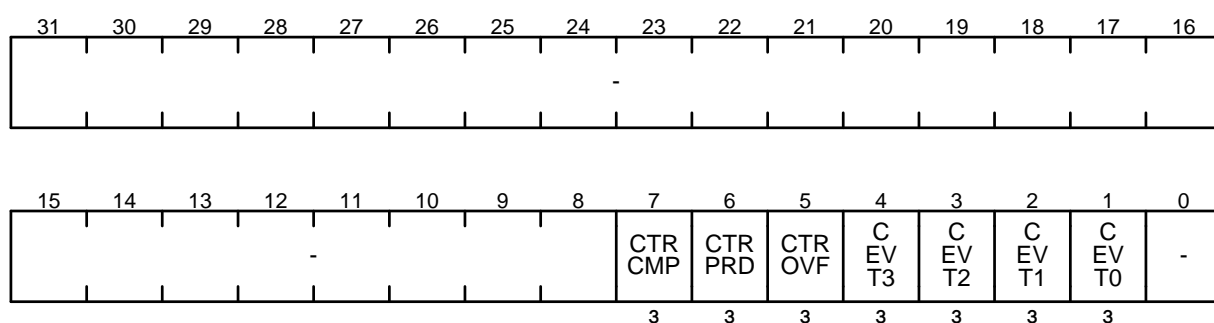 31 30 29 28 27 26 25 24 23 22 21 20 19 18 17 16
-
15 14 13 12 11 10 9 8 7 6 5 4 3 2 1 0
- CTR CMP CTR PRD CTR OVF C EV T3 C EV T2 C EV T1 C EV T0 -
3 3 3 3 3 3 3